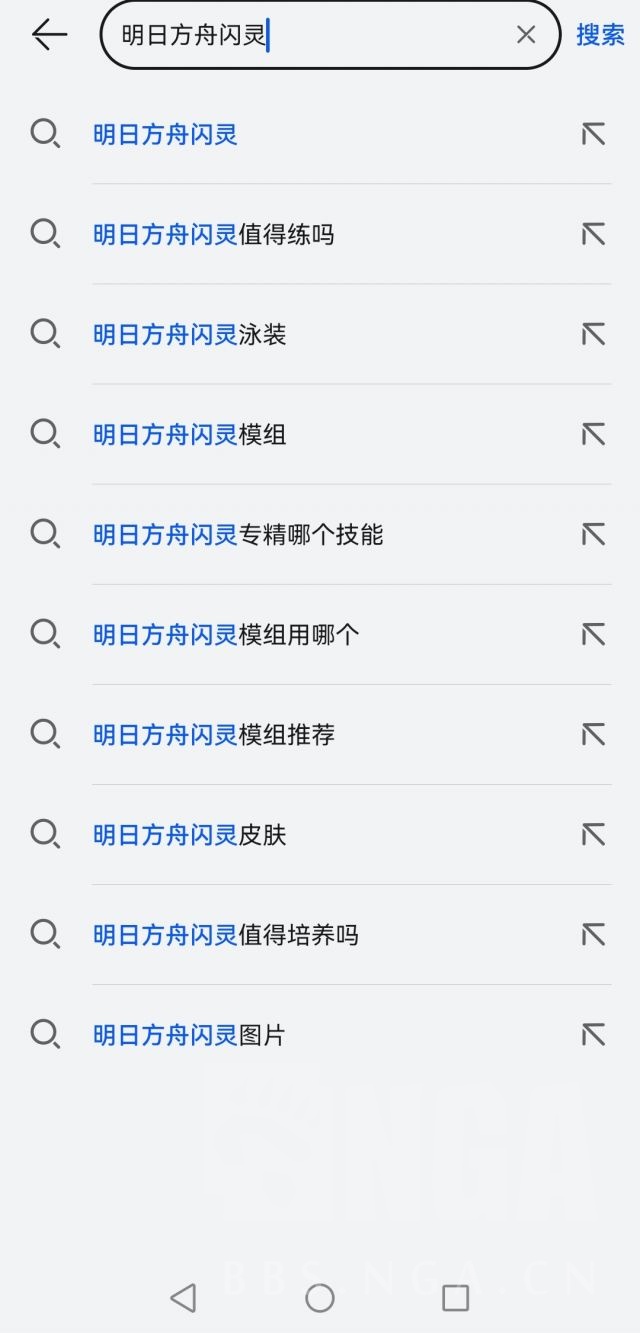 明日方舟闪灵
搜索
明日方舟闪灵
明日方舟闪灵值得练吗
明日方舟闪灵泳装
明日方舟闪灵模组
明日方舟闪灵专精哪个技能
明日方舟闪灵模组用哪个
明日方舟闪灵模组推荐
明日方舟闪灵皮肤
明日方舟闪灵值得培养吗
明日方舟闪灵图片
NGA
BBS.NGA.CN